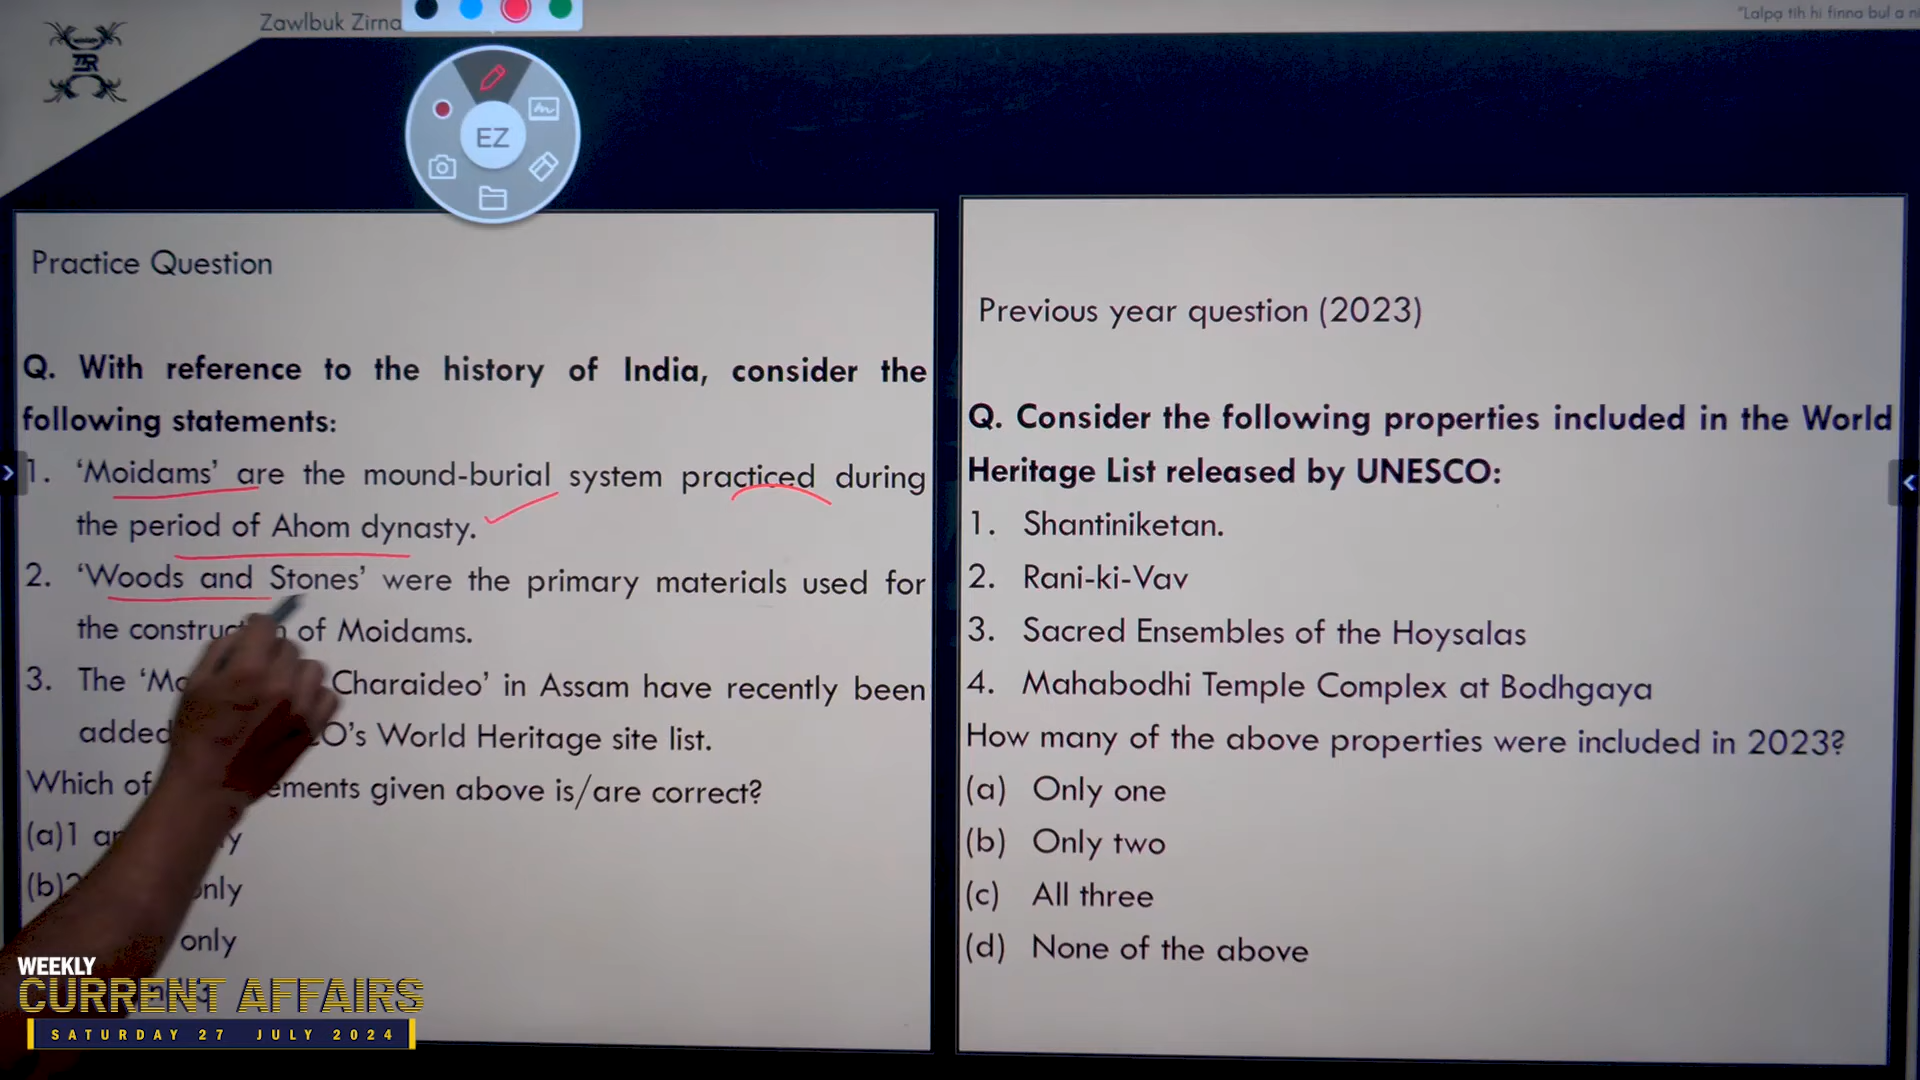 Zawlbuk Zirna
"Lalpa tih hi finna bul a ni
TR
EZ
Practice Question
Q. With reference to the history of India, consider the
following statements:
1. ‘Moidams’ are the mound-burial system practiced during
the period of Ahom dynasty.
2. ‘Woods and Stones’ were the primary materials used for
the of Moidams.
3. The Charaideo’ in Assam have recently been
added World Heritage site list.
Which of given above is/are correct?
(a)1
(b) only
only
Previous year question (2023)
Q. Consider the following properties included in the World
Heritage List released by UNESCO:
1. Shantiniketan.
2. Rani-ki-Vav
3. Sacred Ensembles of the Hoysalas
4. Mahabodhi Temple Complex at Bodhgaya
How many of the above properties were included in 2023?
(a) Only one
(b) Only two
(c) All three
(d) None of the above
WEEKLY
CURRENT AFFAIRS
SATURDAY 27 JULY 2024